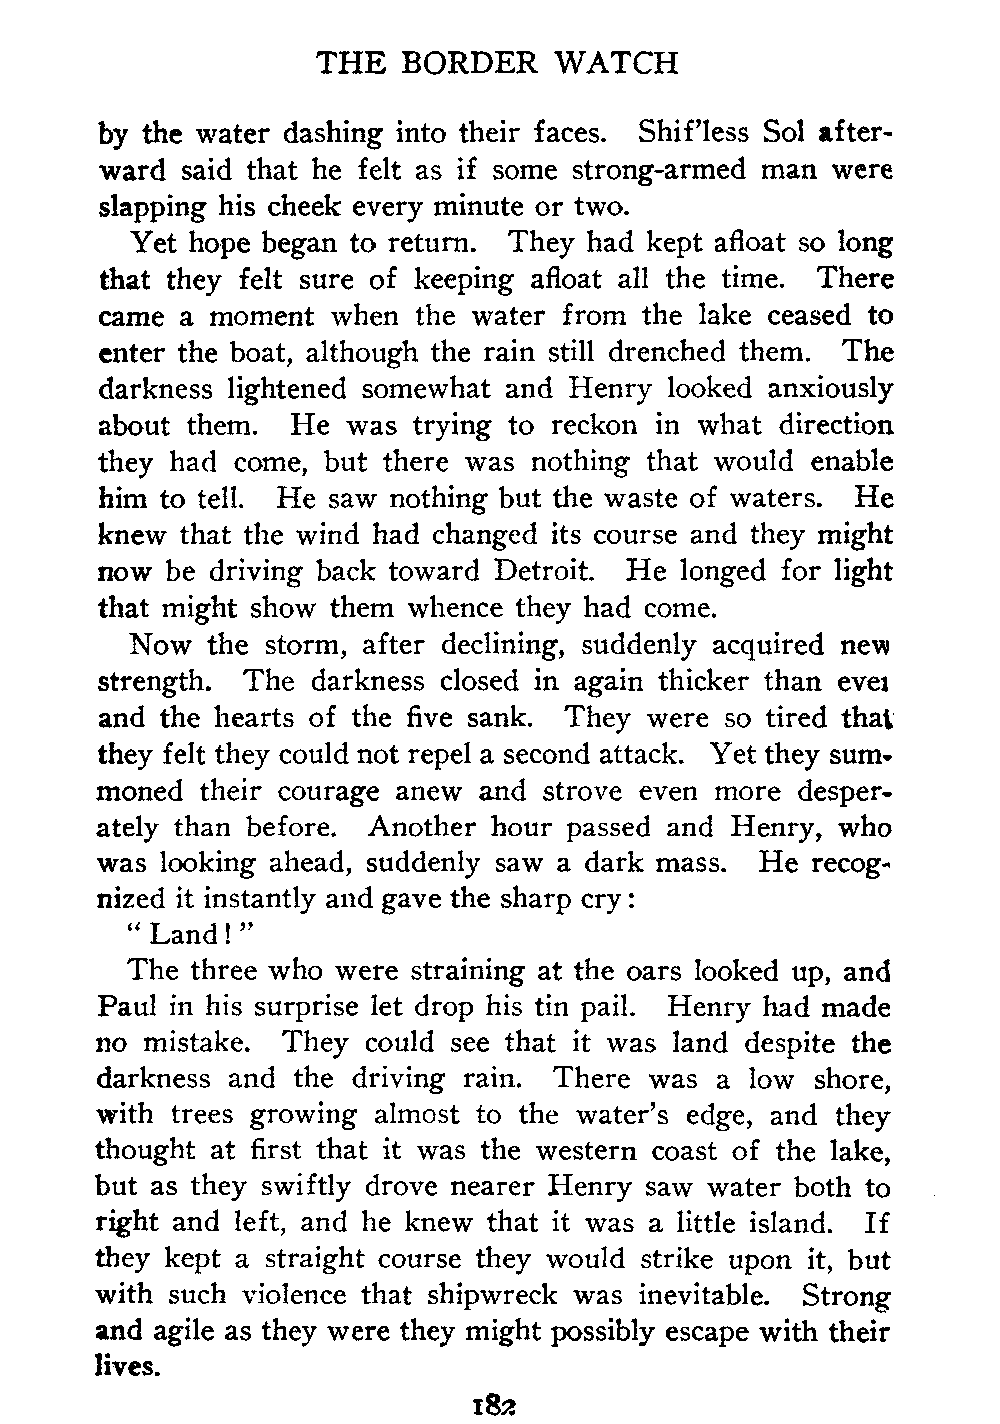 THE BORDER WATCH
by the water dashing into their faces. Shif'less Sol after-
ward said that he felt as if some strong-armed man were
slapping his cheek every minute or two.
Yet hope began to return. They had kept afloat so long
that they felt sure of keeping afloat all the time. There
came a moment when the water from the lake ceased to
enter the boat, although the rain still drenched them. The
darkness lightened somewhat and Henry looked anxiously
about them. He was trying to reckon in what direction
they had come, but there was nothing that would enable
him to tell. He saw nothing but the waste of waters. He
knew that the wind had changed its course and they might
now be driving back toward Detroit. He longed for light
that might show them whence they had come.
Now the storm, after declining, suddenly acquired new
strength. The darkness closed in again thicker than ever
and the hearts of the five sank. They were so tired that
they felt they could not repel a second attack. Yet they sum-
moned their courage anew and strove even more desper-
ately than before. Another hour passed and Henry, who
was looking ahead, suddenly saw a dark mass. He recog-
nized it instantly and gave the sharp cry:
" Land! "
The three who were straining at the oars looked up, and
Paul in his surprise let drop his tin pail. Henry had made
no mistake. They could see that it was land despite the
darkness and the driving rain. There was a low shore,
with trees growing almost to the water's edge, and they
thought at first that it was the western coast of the lake,
but as they swiftly drove nearer Henry saw water both to
right and left, and he knew that it was a little island. If
they kept a straight course they would strike upon it, but
with such violence that shipwreck was inevitable. Strong
and agile as they were they might possibly escape with their
lives.
182